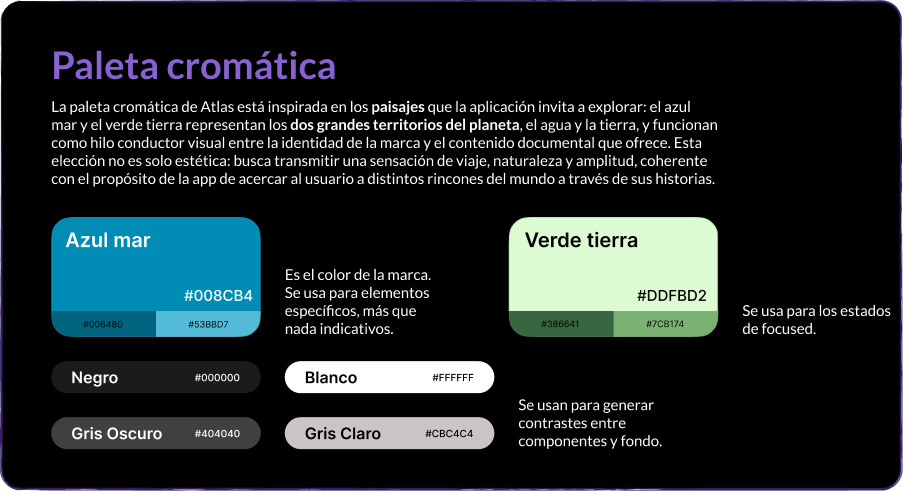 Paleta cromática
La paleta cromática de Atlas está inspirada en los paisajes que la aplicación invita a explorar: el azul
mar y el verde tierra representan los dos grandes territorios del planeta, el agua y la tierra, y funcionan
como hilo conductor visual entre la identidad de la marca y el contenido documental que ofrece. Esta
elección no es solo estética: busca transmitir una sensación de viaje, naturaleza y amplitud, coherente
con el propósito de la app de acercar al usuario a distintos rincones del mundo a través de sus historias.
Azul mar
#008CB4
#006480
#53BBD7
Es el color de la marca.
Se usa para elementos
específicos, más que
nada indicativos.
Verde tierra
#DDFBD2
#386641
#7CB174
Se usa para los estados
de focused.
Negro
#000000
Blanco
#FFFFFF
Gris Oscuro
#404040
Gris Claro
#CBC4C4
Se usan para generar
contrastes entre
componentes y fondo.